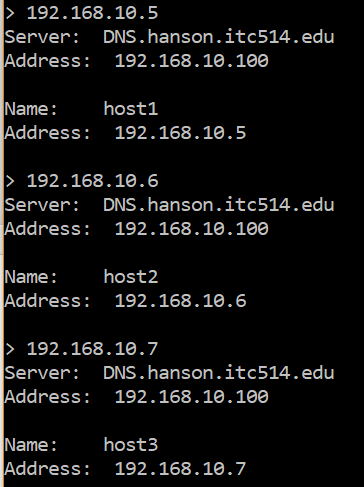 > 192.168.10.5
Server:  DNS.hanson.itc514.edu
Address:  192.168.10.100

Name:    host1
Address:  192.168.10.5

> 192.168.10.6
Server:  DNS.hanson.itc514.edu
Address:  192.168.10.100

Name:    host2
Address:  192.168.10.6

> 192.168.10.7
Server:  DNS.hanson.itc514.edu
Address:  192.168.10.100

Name:    host3
Address:  192.168.10.7